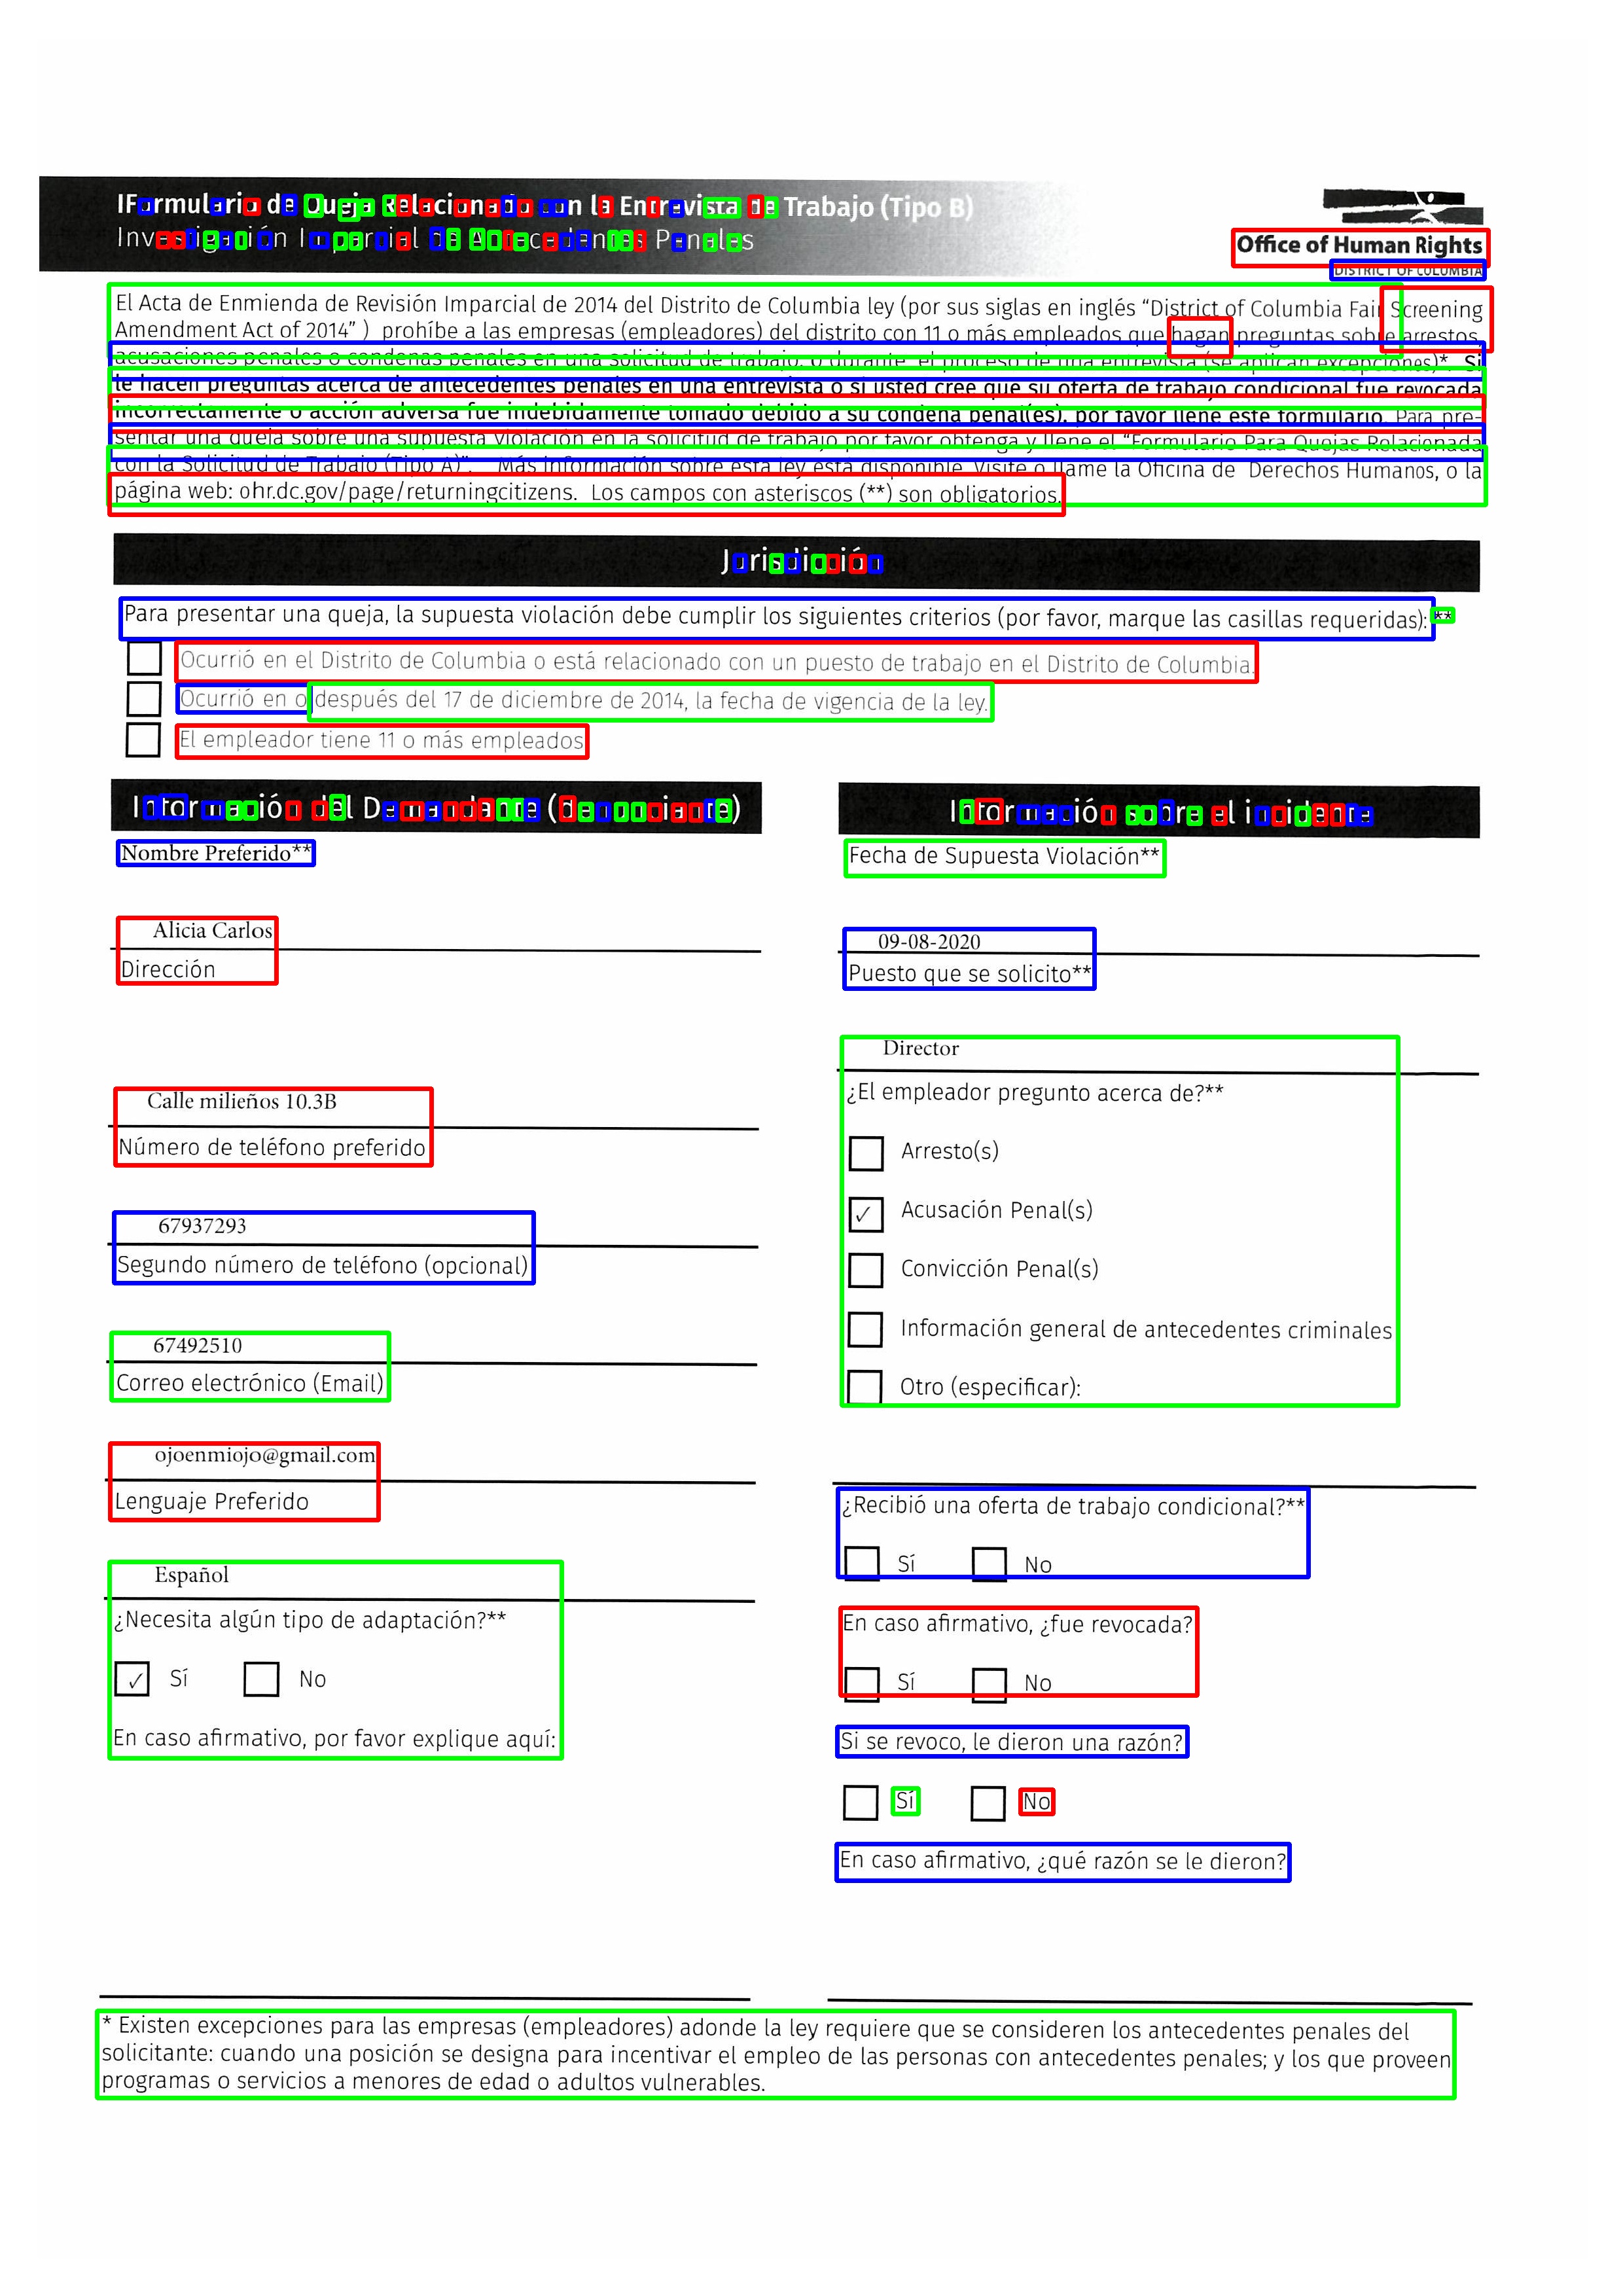 IFormulario de Queja Relacionado con la Entrevista de Trabajo (Tipo B)
Investigación Imparcial de Antecedentes Penales
Office of Human Rights
DISTRICT OF COLUMBIA
El Acta de Enmienda de Revisión Imparcial de 2014 del Distrito de Columbia ley (por sus siglas en inglés “District of Columbia Fair Screening
Amendment Act of 2014” ) prohíbe a las empresas (empleadores) del distrito con 11 o más empleados que hagan preguntas sobre arrestos,
acusaciones penales o condenas penales en una solicitud de trabajo, o durante el proceso de una entrevista (se aplican excepciones)*. Si
le hacen preguntas acerca de antecedentes penales en una entrevista o si usted cree que su oferta de trabajo condicional fue revocada
incorrectamente o acción adversa fue indebidamente tomado debido a su condena penal(es), por favor llene este formulario. Para pre-
sentar una queja sobre una supuesta violación en la solicitud de trabajo por favor obtenga y llene el “Formulario Para Quejas Relacionada
con la Solicitud de Trabajo (Tipo A)”. Más información sobre esta ley está disponible. Visite o llame la Oficina de Derechos Humanos, o la
página web: ohr.dc.gov/page/returningcitizens. Los campos con asteriscos (**) son obligatorios.
Jurisdicción
Para presentar una queja, la supuesta violación debe cumplir los siguientes criterios (por favor, marque las casillas requeridas): **
Ocurrió en el Distrito de Columbia o está relacionado con un puesto de trabajo en el Distrito de Columbia.
Ocurrió en o después del 17 de diciembre de 2014, la fecha de vigencia de la ley.
El empleador tiene 11 o más empleados
Información del Demandante (denunciante)
Nombre Preferido**
Alicia Carlos
Dirección
Calle milieños 10.3B
Número de teléfono preferido
67937293
Segundo número de teléfono (opcional)
67492510
Correo electrónico (Email)
ojoenmiojo@gmail.com
Lenguaje Preferido
Español
¿Necesita algún tipo de adaptación?**
✓ Sí No
En caso afirmativo, por favor explique aquí:
Información sobre el incidente
Fecha de Supuesta Violación**
09-08-2020
Puesto que se solicito**
Director
¿El empleador pregunto acerca de?**
Arresto(s)
✓ Acusación Penal(s)
Convicción Penal(s)
Información general de antecedentes criminales
Otro (especificar):
¿Recibió una oferta de trabajo condicional?**
Sí No
En caso afirmativo, ¿fue revocada?
Sí No
Si se revoco, le dieron una razón?
Sí No
En caso afirmativo, ¿qué razón se le dieron?
* Existen excepciones para las empresas (empleadores) adonde la ley requiere que se consideren los antecedentes penales del
solicitante: cuando una posición se designa para incentivar el empleo de las personas con antecedentes penales; y los que proveen
programas o servicios a menores de edad o adultos vulnerables.